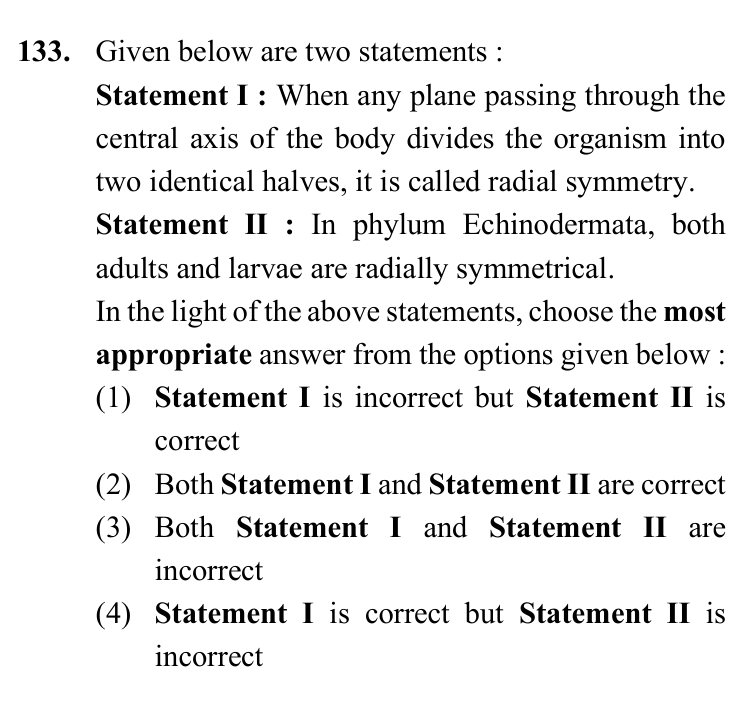 133. Given below are two statements :
Statement I : When any plane passing through the
central axis of the body divides the organism into
two identical halves, it is called radial symmetry.
Statement II : In phylum Echinodermata, both
adults and larvae are radially symmetrical.
In the light of the above statements, choose the most
appropriate answer from the options given below :
(1) Statement I is incorrect but Statement II is
correct
(2) Both Statement I and Statement II are correct
(3) Both Statement I and Statement II are
incorrect
(4) Statement I is correct but Statement II is
incorrect